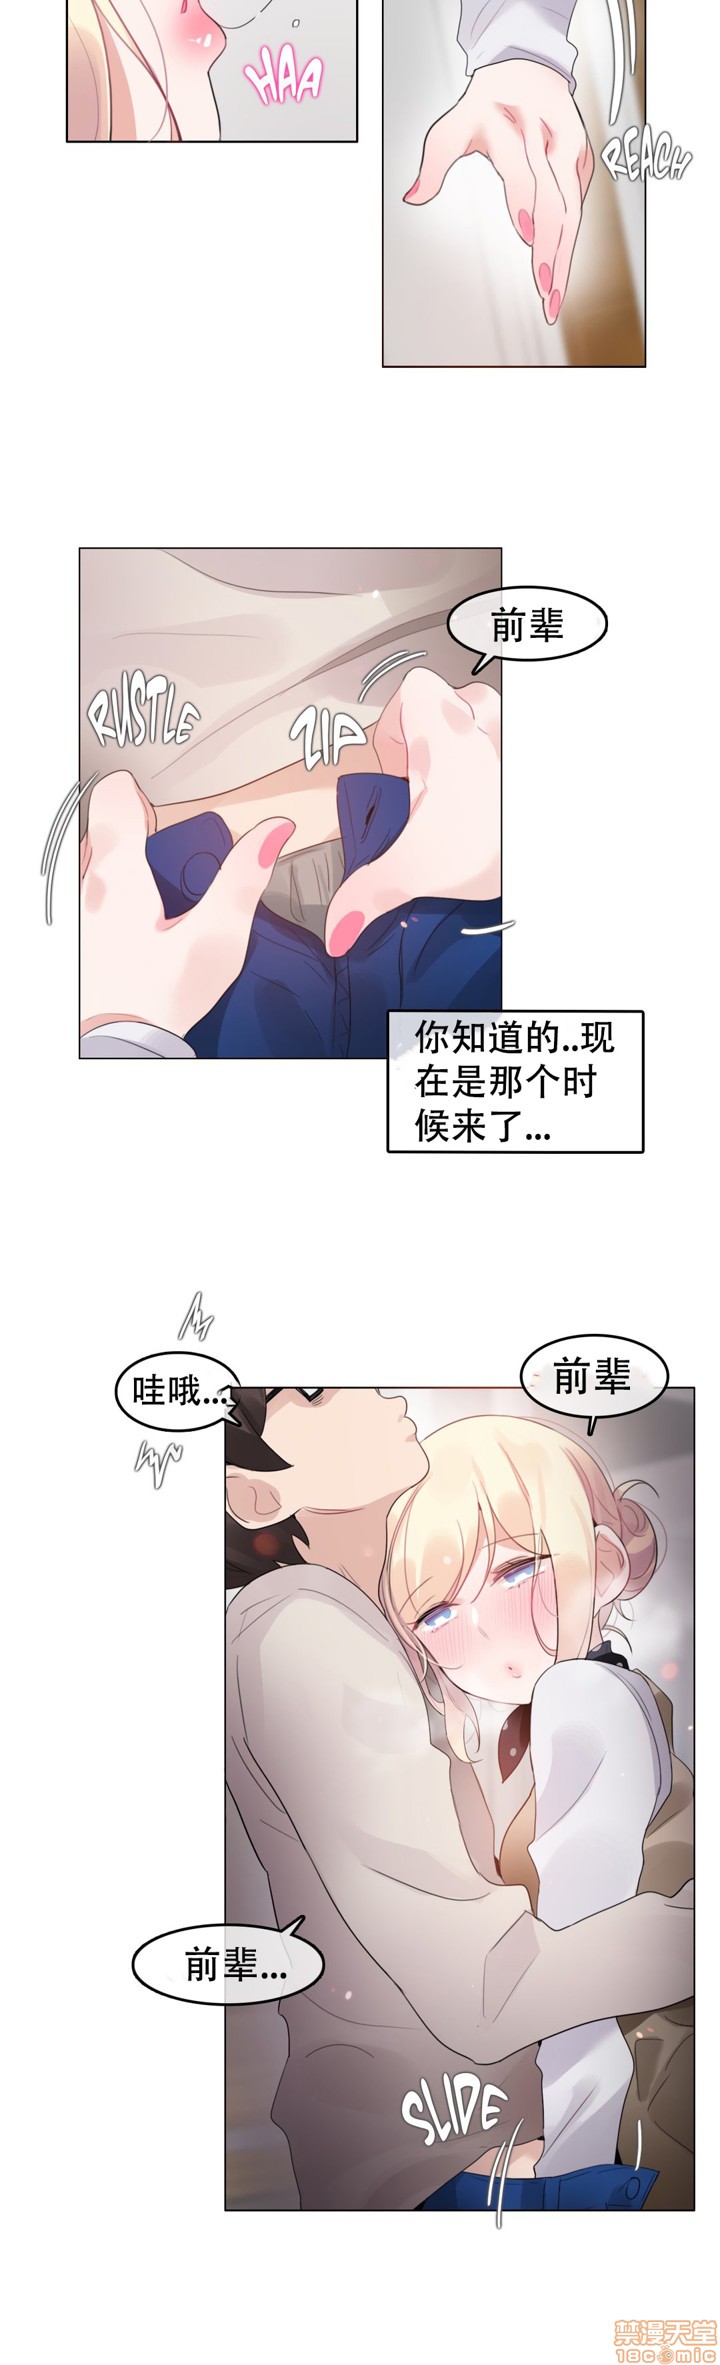 HAA
REACH
前辈
RUSTLE
ZIP
你知道的..现
在是那个时
候来了...
哇哦...
前辈
前辈...
SLIDE
禁漫天堂
18comic